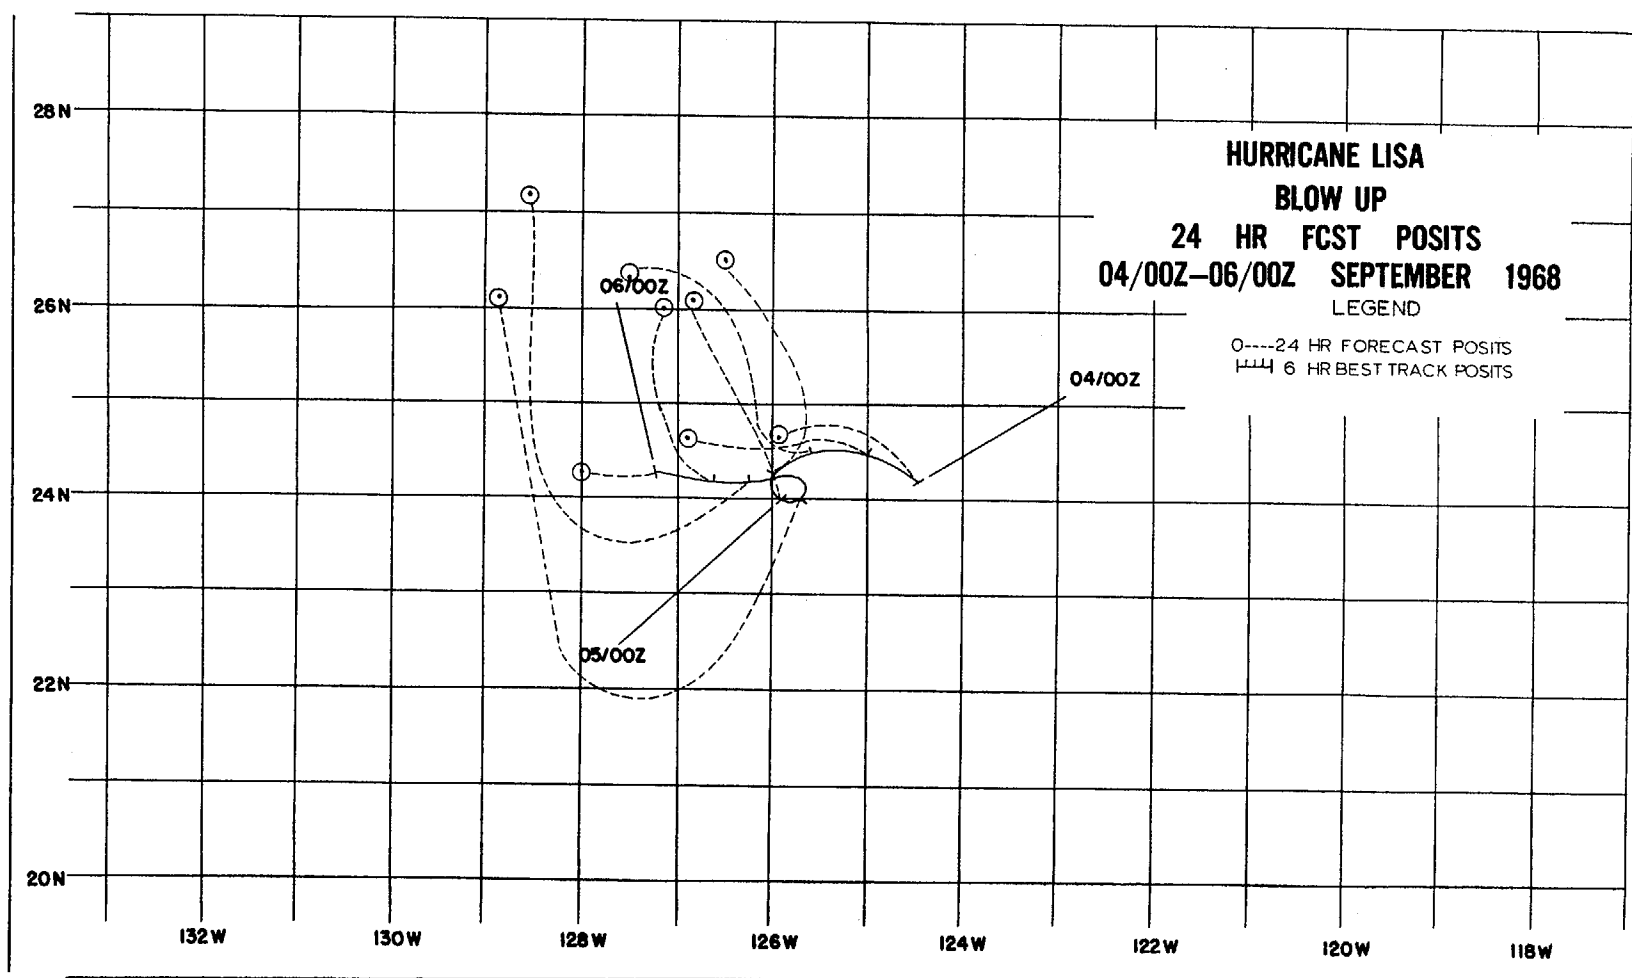 28N
HURRICANE LISA
BLOW UP
24 HR FCST POSITS
04/00Z-06/00Z SEPTEMBER 1968
LEGEND
O----24 HR FORECAST POSITS
6 HR BEST TRACK POSITS
06/00Z
26N
04/00Z
24N
05/00Z
22N
20N
132W 130W 128W 126W 124W 122W 120W 118W